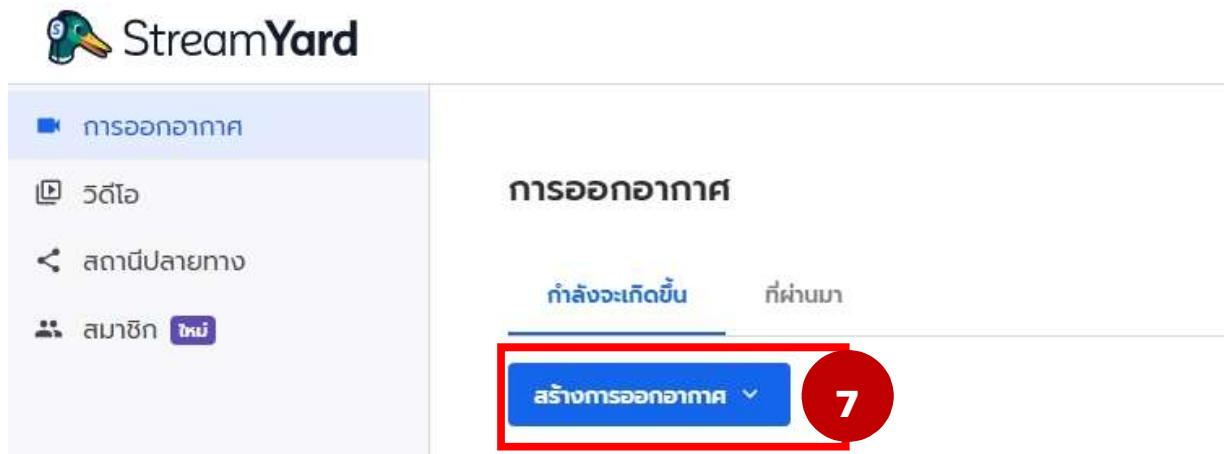 StreamYard
การออกอากาศ
วิดีโอ
สถานีปลายทาง
สมาชิก ใหม่
การออกอากาศ
กำลังจะเกิดขึ้น ที่ผ่านมา
สร้างการออกอากาศ
7